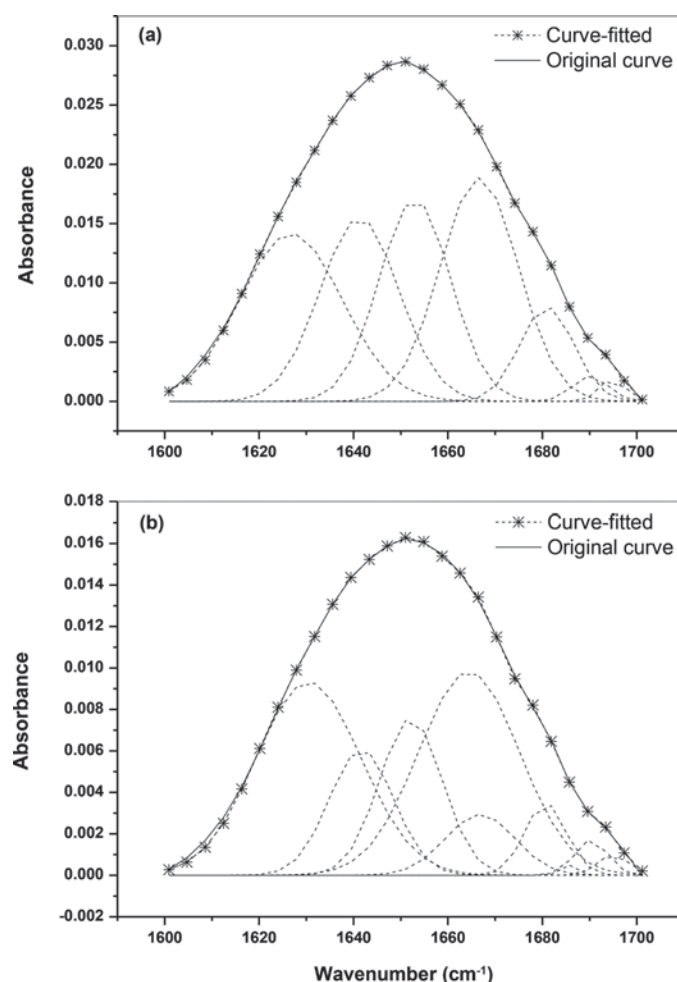 (a)
Curve-fitted
Original curve
0.030
0.025
0.020
0.015
0.010
0.005
0.000
Absorbance
1600 1620 1640 1660 1680 1700
(b)
Curve-fitted
Original curve
0.018
0.016
0.014
0.012
0.010
0.008
0.006
0.004
0.002
0.000
-0.002
Absorbance
1600 1620 1640 1660 1680 1700
Wavenumber (cm⁻¹)